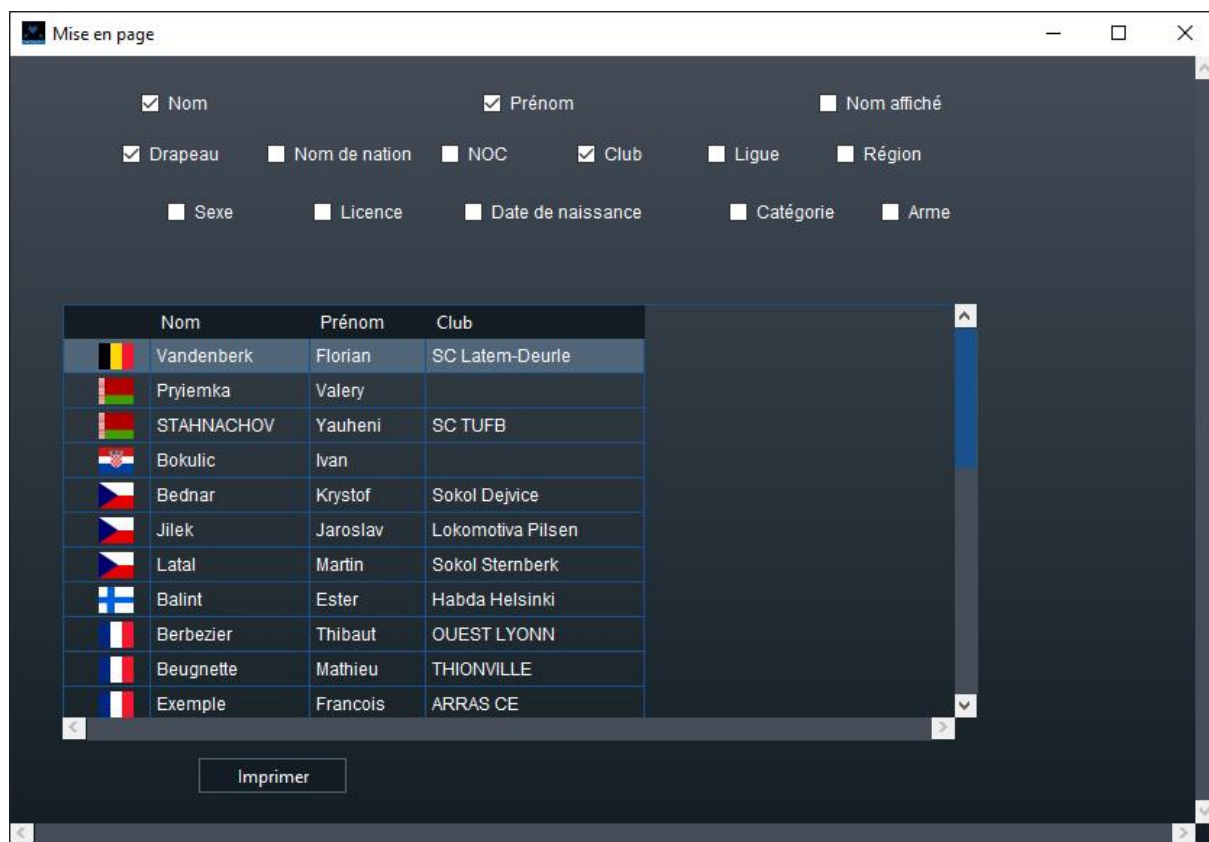 Mise en page
Nom Prénom Nom affiché
Drapeau Nom de nation NOC Club Ligue Région
Sexe Licence Date de naissance Catégorie Arme
Nom Prénom Club
Vandenberk Florian SC Latem-Deurle
Pryiemka Valery
STAHNACHOV Yauheni SC TUFB
Bokulic Ivan
Bednar Krystof Sokol Dejvice
Jilek Jaroslav Lokomotiva Pilsen
Latal Martin Sokol Sternberk
Balint Ester Habda Helsinki
Berbezier Thibaut OUEST LYONN
Beugnette Mathieu THIONVILLE
Exemple Francois ARRAS CE
Imprimer